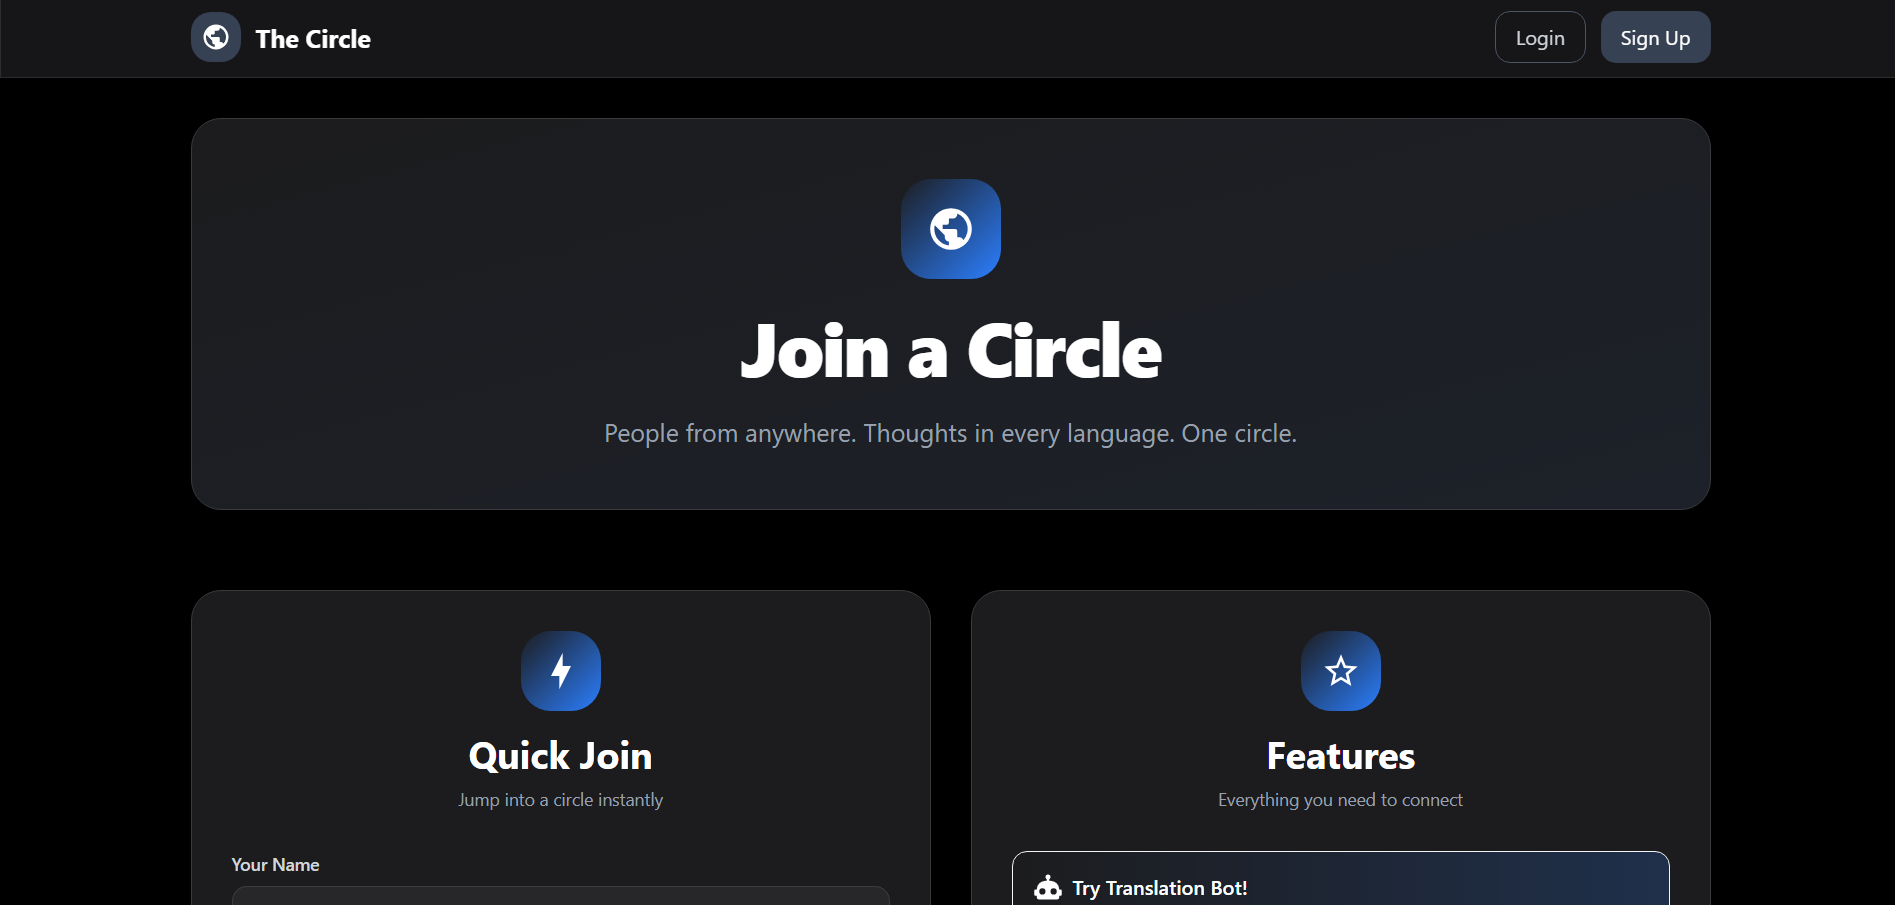 The Circle
Login
Sign Up
Join a Circle
People from anywhere. Thoughts in every language. One circle.
Quick Join
Jump into a circle instantly
Your Name
Features
Everything you need to connect
Try Translation Bot!